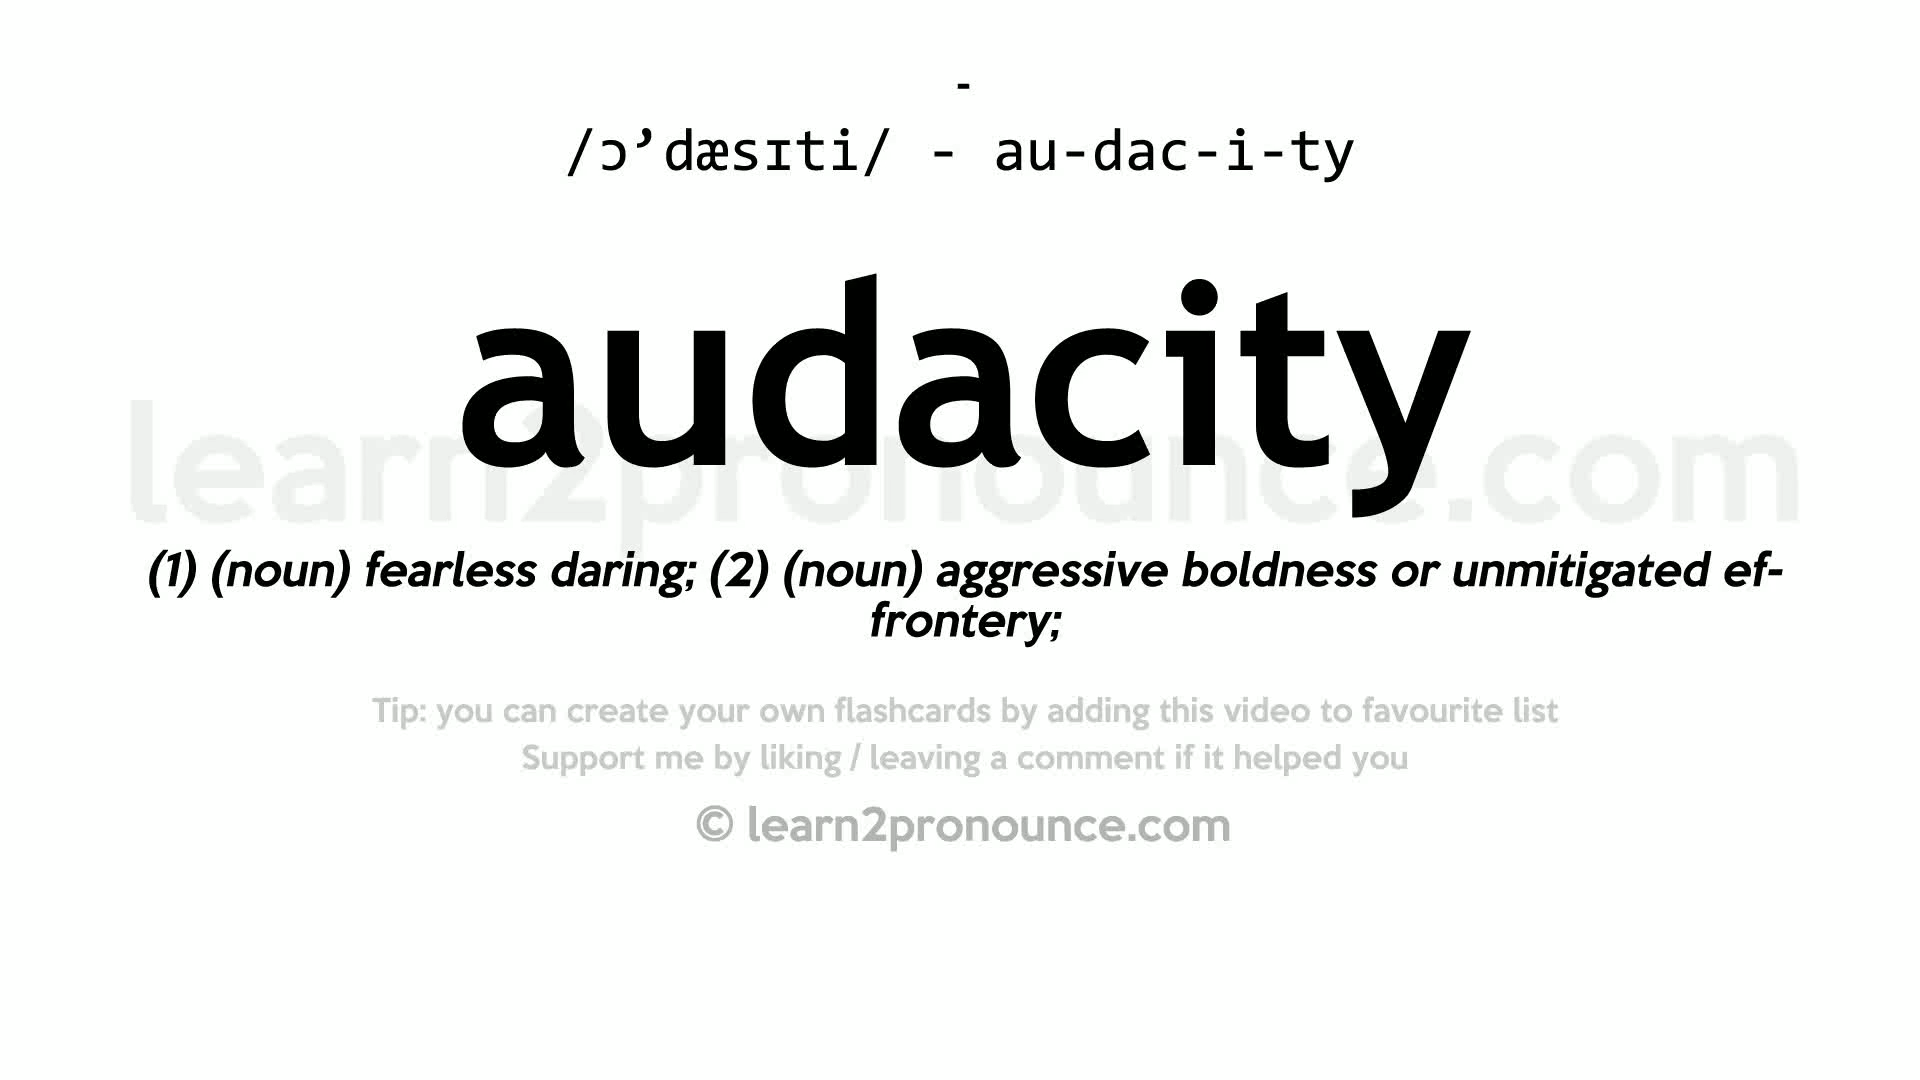 -
/ɔ’dæsɪti/ - au-dac-i-ty
audacity
learn2pronounce.com
(1) (noun) fearless daring; (2) (noun) aggressive boldness or unmitigated ef-
frontery;
Tip: you can create your own flashcards by adding this video to favourite list
Support me by liking / leaving a comment if it helped you
© learn2pronounce.com